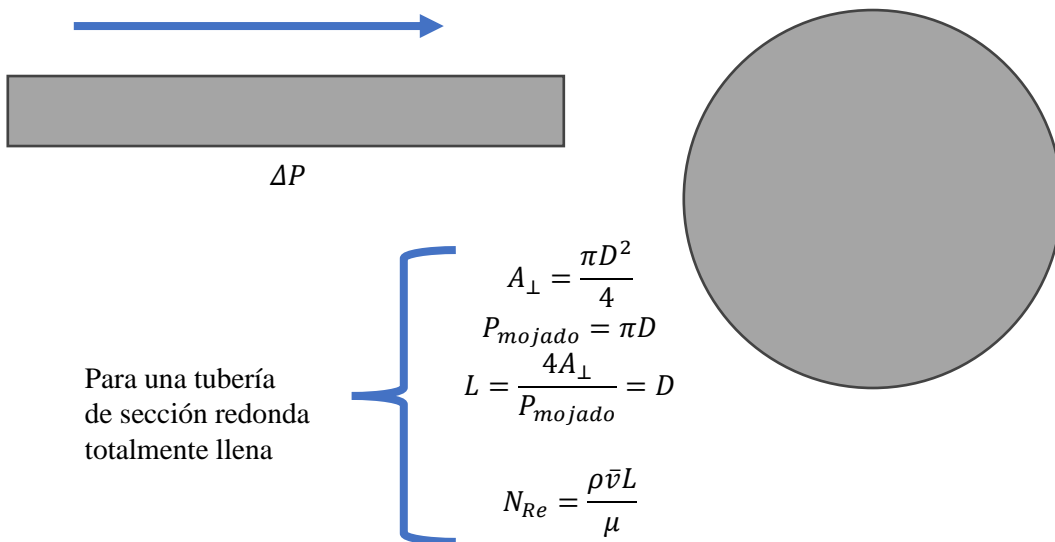 ΔP
A⊥ = πD²/4
P_mojado = πD
L = 4A⊥/P_mojado = D
Para una tubería
de sección redonda
totalmente llena
N_Re = ρv̄L/μ